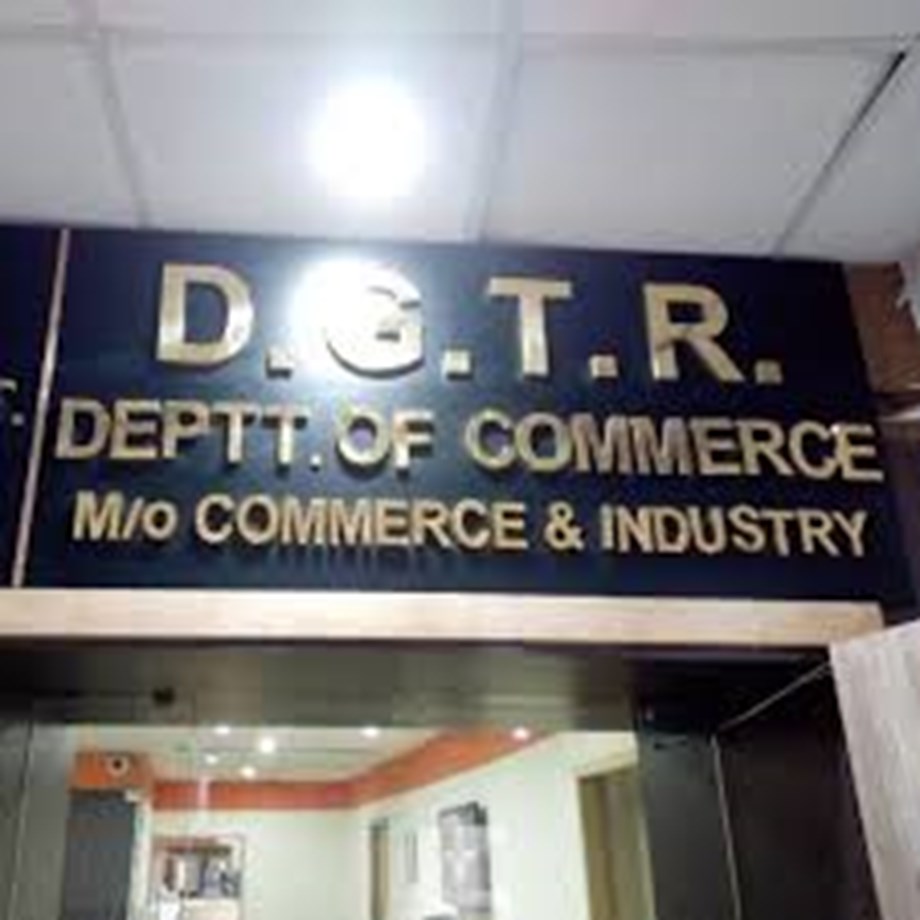 D.G.T.R.
DEPTT. OF COMMERCE
M/o COMMERCE & INDUSTRY